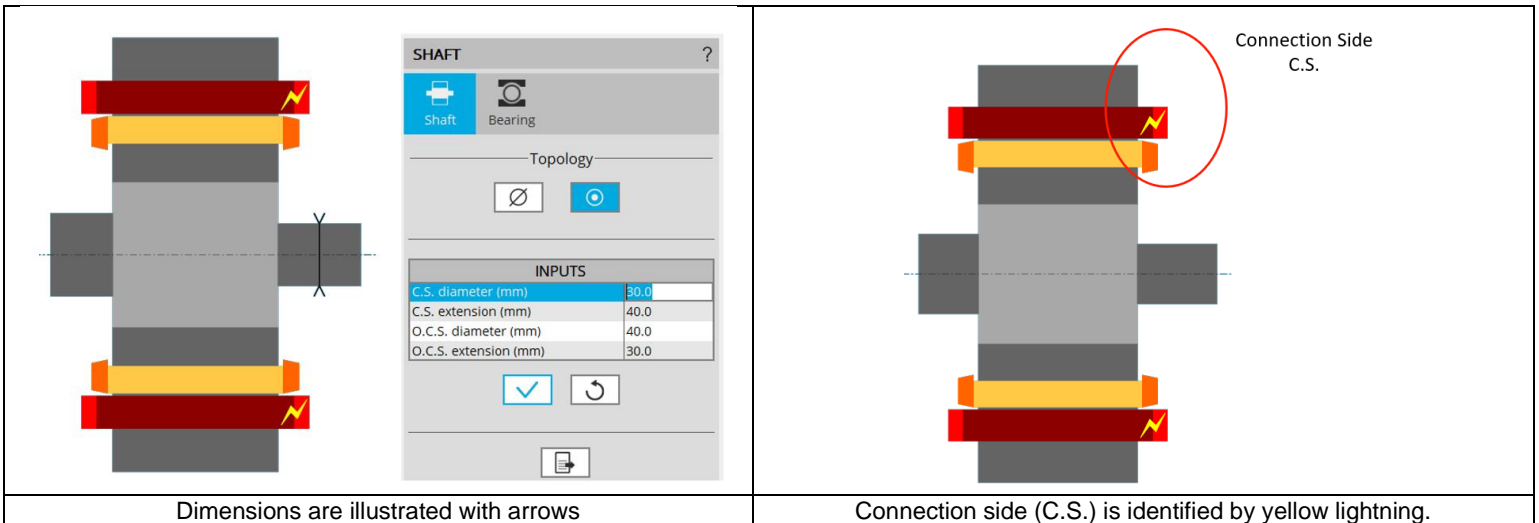 SHAFT ?
Shaft Bearing
Topology
INPUTS
C.S. diameter (mm) 30.0
C.S. extension (mm) 40.0
O.C.S. diameter (mm) 40.0
O.C.S. extension (mm) 30.0
Dimensions are illustrated with arrows
Connection Side
C.S.
Connection side (C.S.) is identified by yellow lightning.